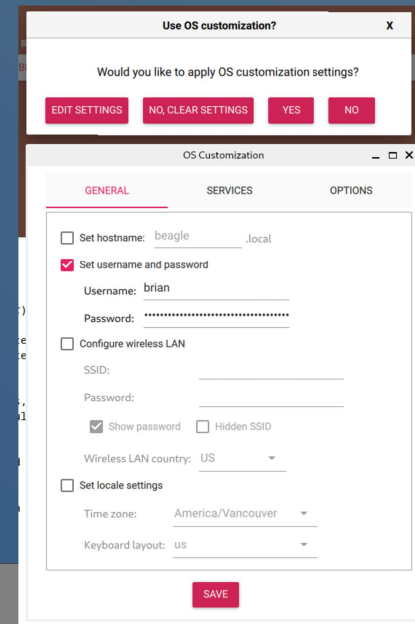 Use OS customization?
X
Would you like to apply OS customization settings?
EDIT SETTINGS
NO, CLEAR SETTINGS
YES
NO
OS Customization
GENERAL
SERVICES
OPTIONS
Set hostname: beagle .local
Set username and password
Username: brian
Password: •••••••••••••••••••••••••••••••••••••
Configure wireless LAN
SSID:
Password:
Show password
Hidden SSID
Wireless LAN country: US
Set locale settings
Time zone: America/Vancouver
Keyboard layout: us
SAVE